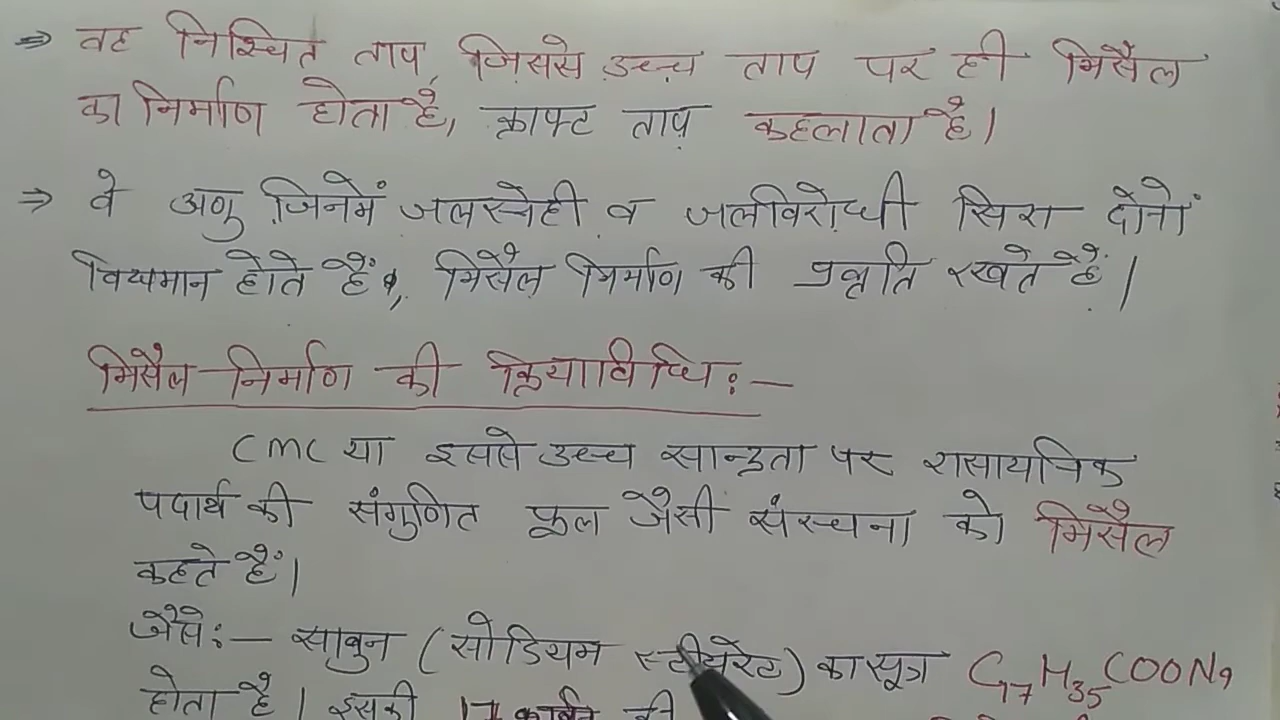 ⇒ वह निश्चित ताप, जिससे उच्च ताप पर ही मिसैल
का निर्माण होता है, क्राफ्ट ताप कहलाता है।
⇒ वे अणु जिनमें जलस्नेही व जलविरोधी सिरा दोनों
विद्यमान होते हैं, मिसैल निर्माण की प्रवृति रखते हैं।
मिसैल निर्माण की क्रियाविधि:—
CMC या इससे उच्च सान्द्रता पर रासायनिक
पदार्थ की संगुणित फूल जैसी संरचना को मिसैल
कहते हैं।
जैसे:— साबुन (सोडियम स्टीयरेट) का सूत्र C₁₇H₃₅COONa
होता है। इसकी 17 कार्बन की